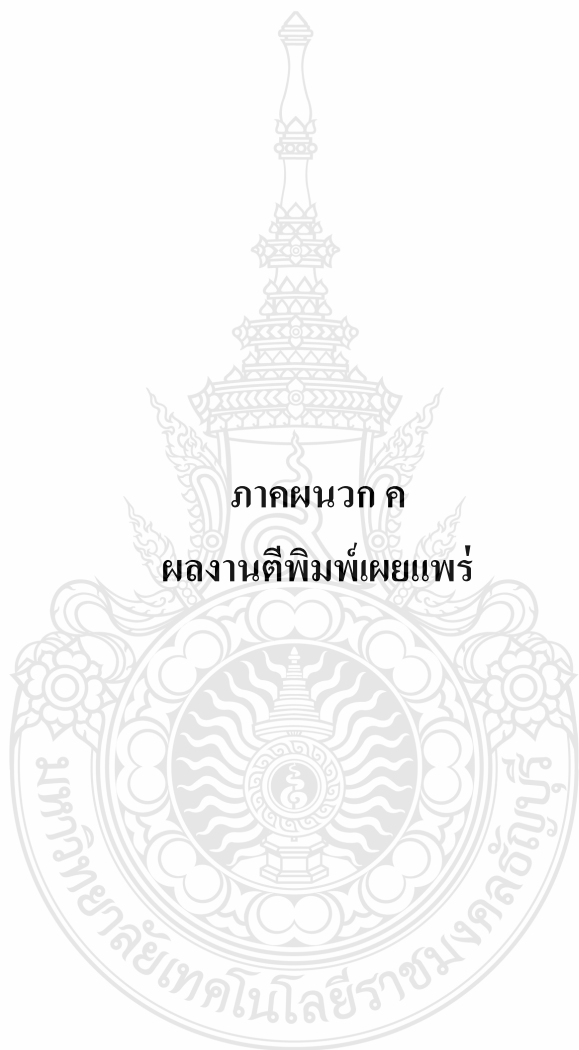 ภาคผนวก ค
ผลงานตีพิมพ์เผยแพร่
มหาวิทยาลัยเทคโนโลยีราชมงคลธัญบุรี